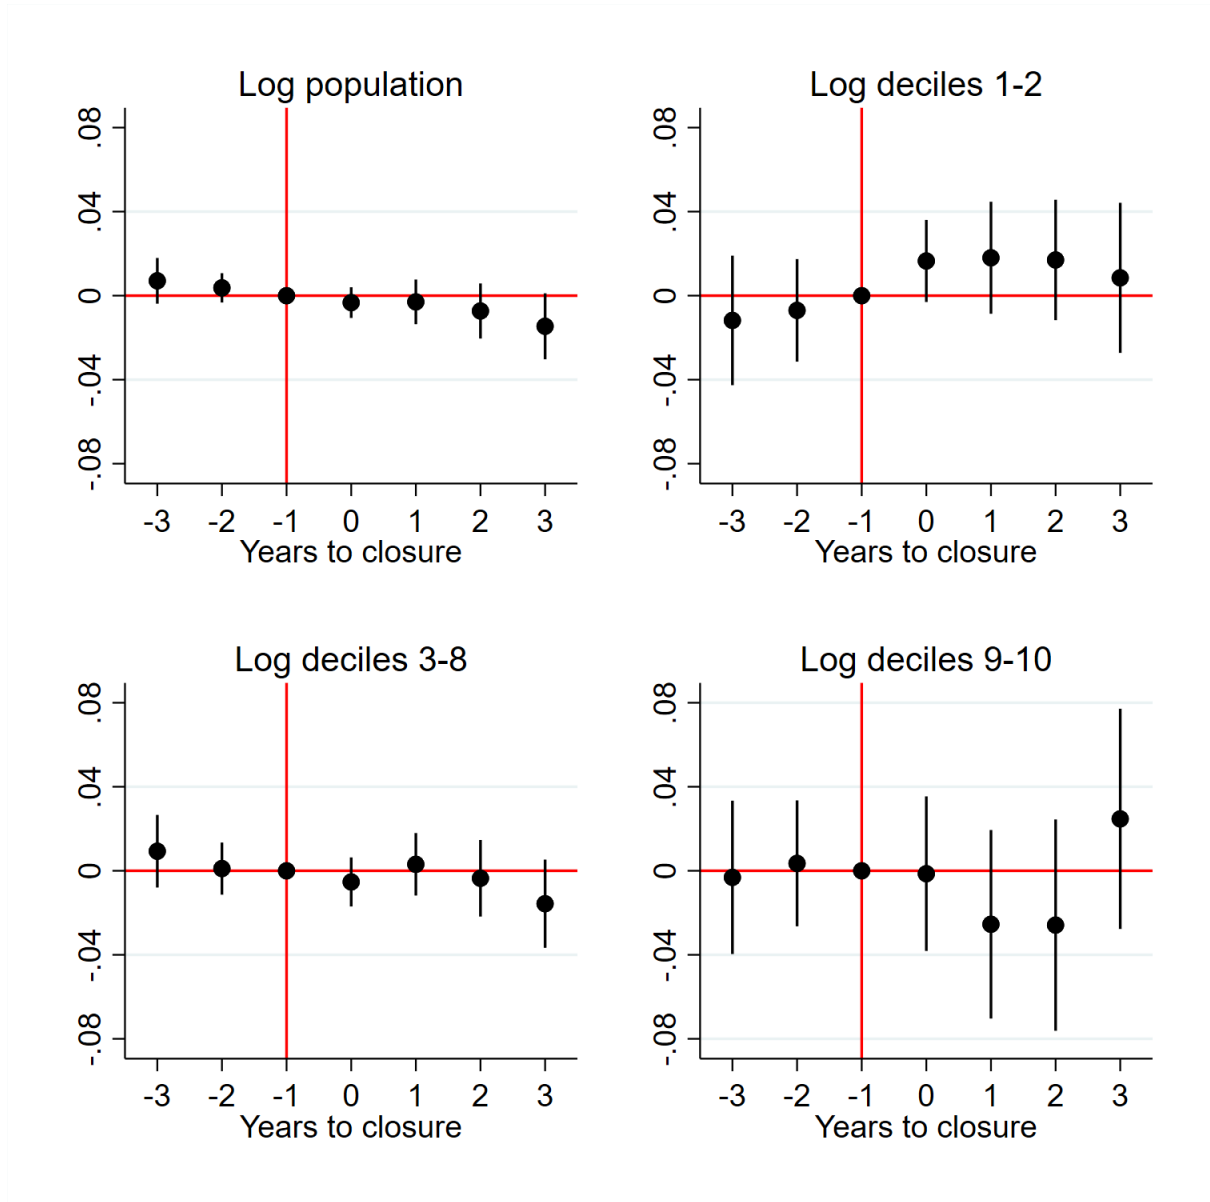 Log population
.08
.04
0
-.04
-.08
-3 -2 -1 0 1 2 3
Years to closure
Log deciles 1-2
.08
.04
0
-.04
-.08
-3 -2 -1 0 1 2 3
Years to closure
Log deciles 3-8
.08
.04
0
-.04
-.08
-3 -2 -1 0 1 2 3
Years to closure
Log deciles 9-10
.08
.04
0
-.04
-.08
-3 -2 -1 0 1 2 3
Years to closure